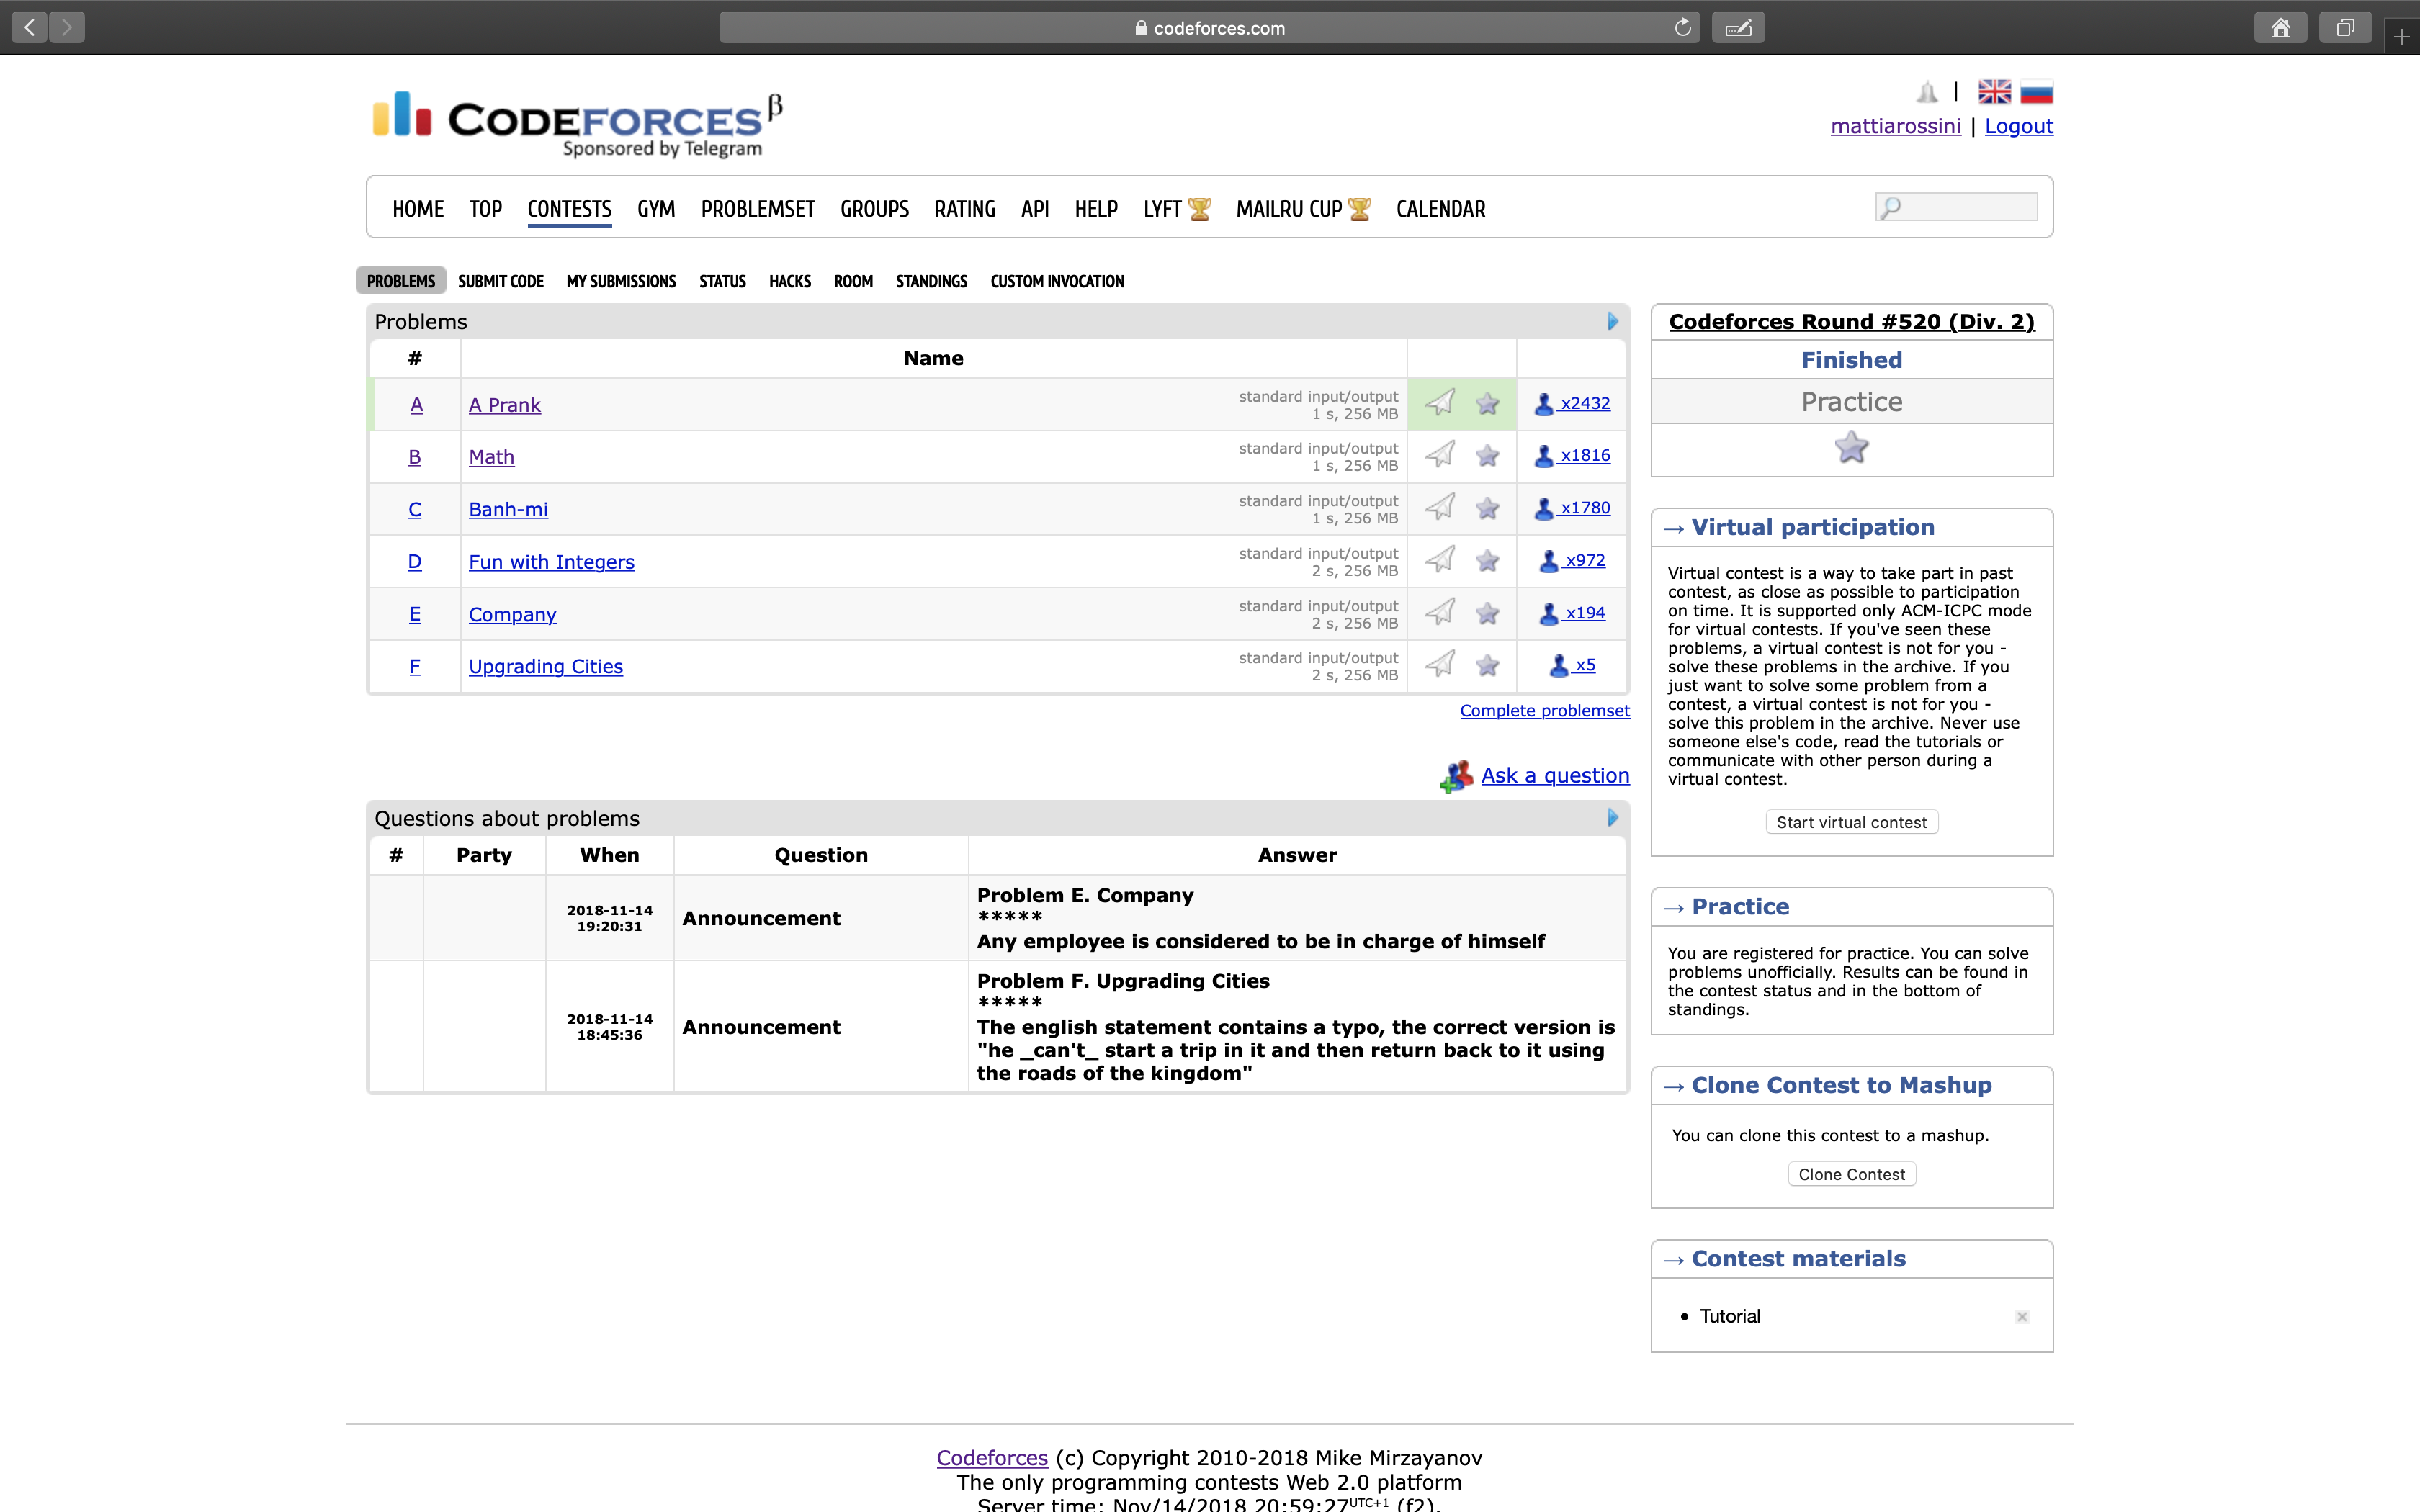 codeforces.com
CODEFORCES β
Sponsored by Telegram
|
mattiarossini | Logout
HOME TOP CONTESTS GYM PROBLEMSET GROUPS RATING API HELP LYFT MAILRU CUP CALENDAR
PROBLEMS SUBMIT CODE MY SUBMISSIONS STATUS HACKS ROOM STANDINGS CUSTOM INVOCATION
Problems
# Name
A A Prank standard input/output
1 s, 256 MB
x2432
B Math standard input/output
1 s, 256 MB
x1816
C Banh-mi standard input/output
1 s, 256 MB
x1780
D Fun with Integers standard input/output
2 s, 256 MB
x972
E Company standard input/output
2 s, 256 MB
x194
F Upgrading Cities standard input/output
2 s, 256 MB
x5
Complete problemset
Ask a question
Questions about problems
# Party When Question Answer
2018-11-14
19:20:31
Announcement
Problem E. Company
*****
Any employee is considered to be in charge of himself
2018-11-14
18:45:36
Announcement
Problem F. Upgrading Cities
*****
The english statement contains a typo, the correct version is
"he _can't_ start a trip in it and then return back to it using
the roads of the kingdom"
Codeforces Round #520 (Div. 2)
Finished
Practice
→ Virtual participation
Virtual contest is a way to take part in past
contest, as close as possible to participation
on time. It is supported only ACM-ICPC mode
for virtual contests. If you've seen these
problems, a virtual contest is not for you -
solve these problems in the archive. If you
just want to solve some problem from a
contest, a virtual contest is not for you -
solve this problem in the archive. Never use
someone else's code, read the tutorials or
communicate with other person during a
virtual contest.
Start virtual contest
→ Practice
You are registered for practice. You can solve
problems unofficially. Results can be found in
the contest status and in the bottom of
standings.
→ Clone Contest to Mashup
You can clone this contest to a mashup.
Clone Contest
→ Contest materials
• Tutorial
Codeforces (c) Copyright 2010-2018 Mike Mirzayanov
The only programming contests Web 2.0 platform
Server time: Nov/14/2018 20:59:27UTC+1 (f2).